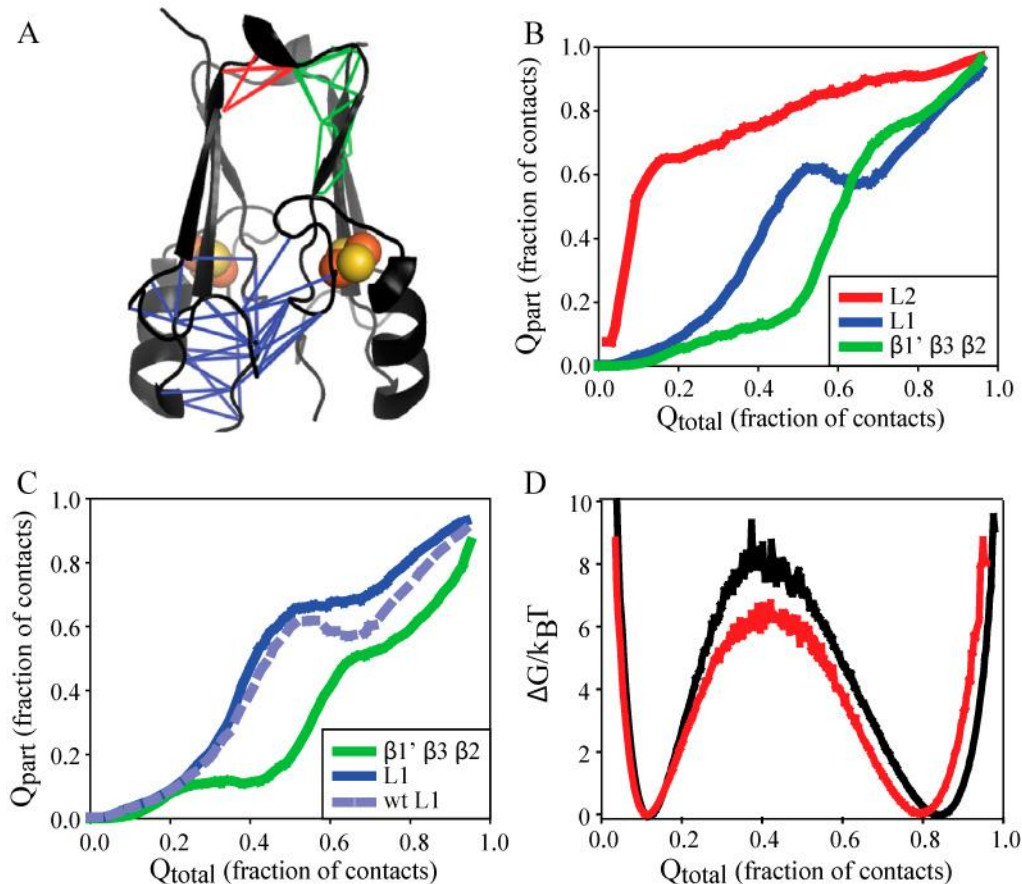 A
B
1.0
0.8
0.6
0.4
0.2
0.0
Qpart (fraction of contacts)
L2
L1
β1’ β3 β2
0.0 0.2 0.4 0.6 0.8 1.0
Qtotal (fraction of contacts)
C
1.0
0.8
0.6
0.4
0.2
0.0
Qpart (fraction of contacts)
β1’ β3 β2
L1
wt L1
0.0 0.2 0.4 0.6 0.8 1.0
Qtotal (fraction of contacts)
D
10
8
6
4
2
0
ΔG/kBT
0.0 0.2 0.4 0.6 0.8 1.0
Qtotal (fraction of contacts)